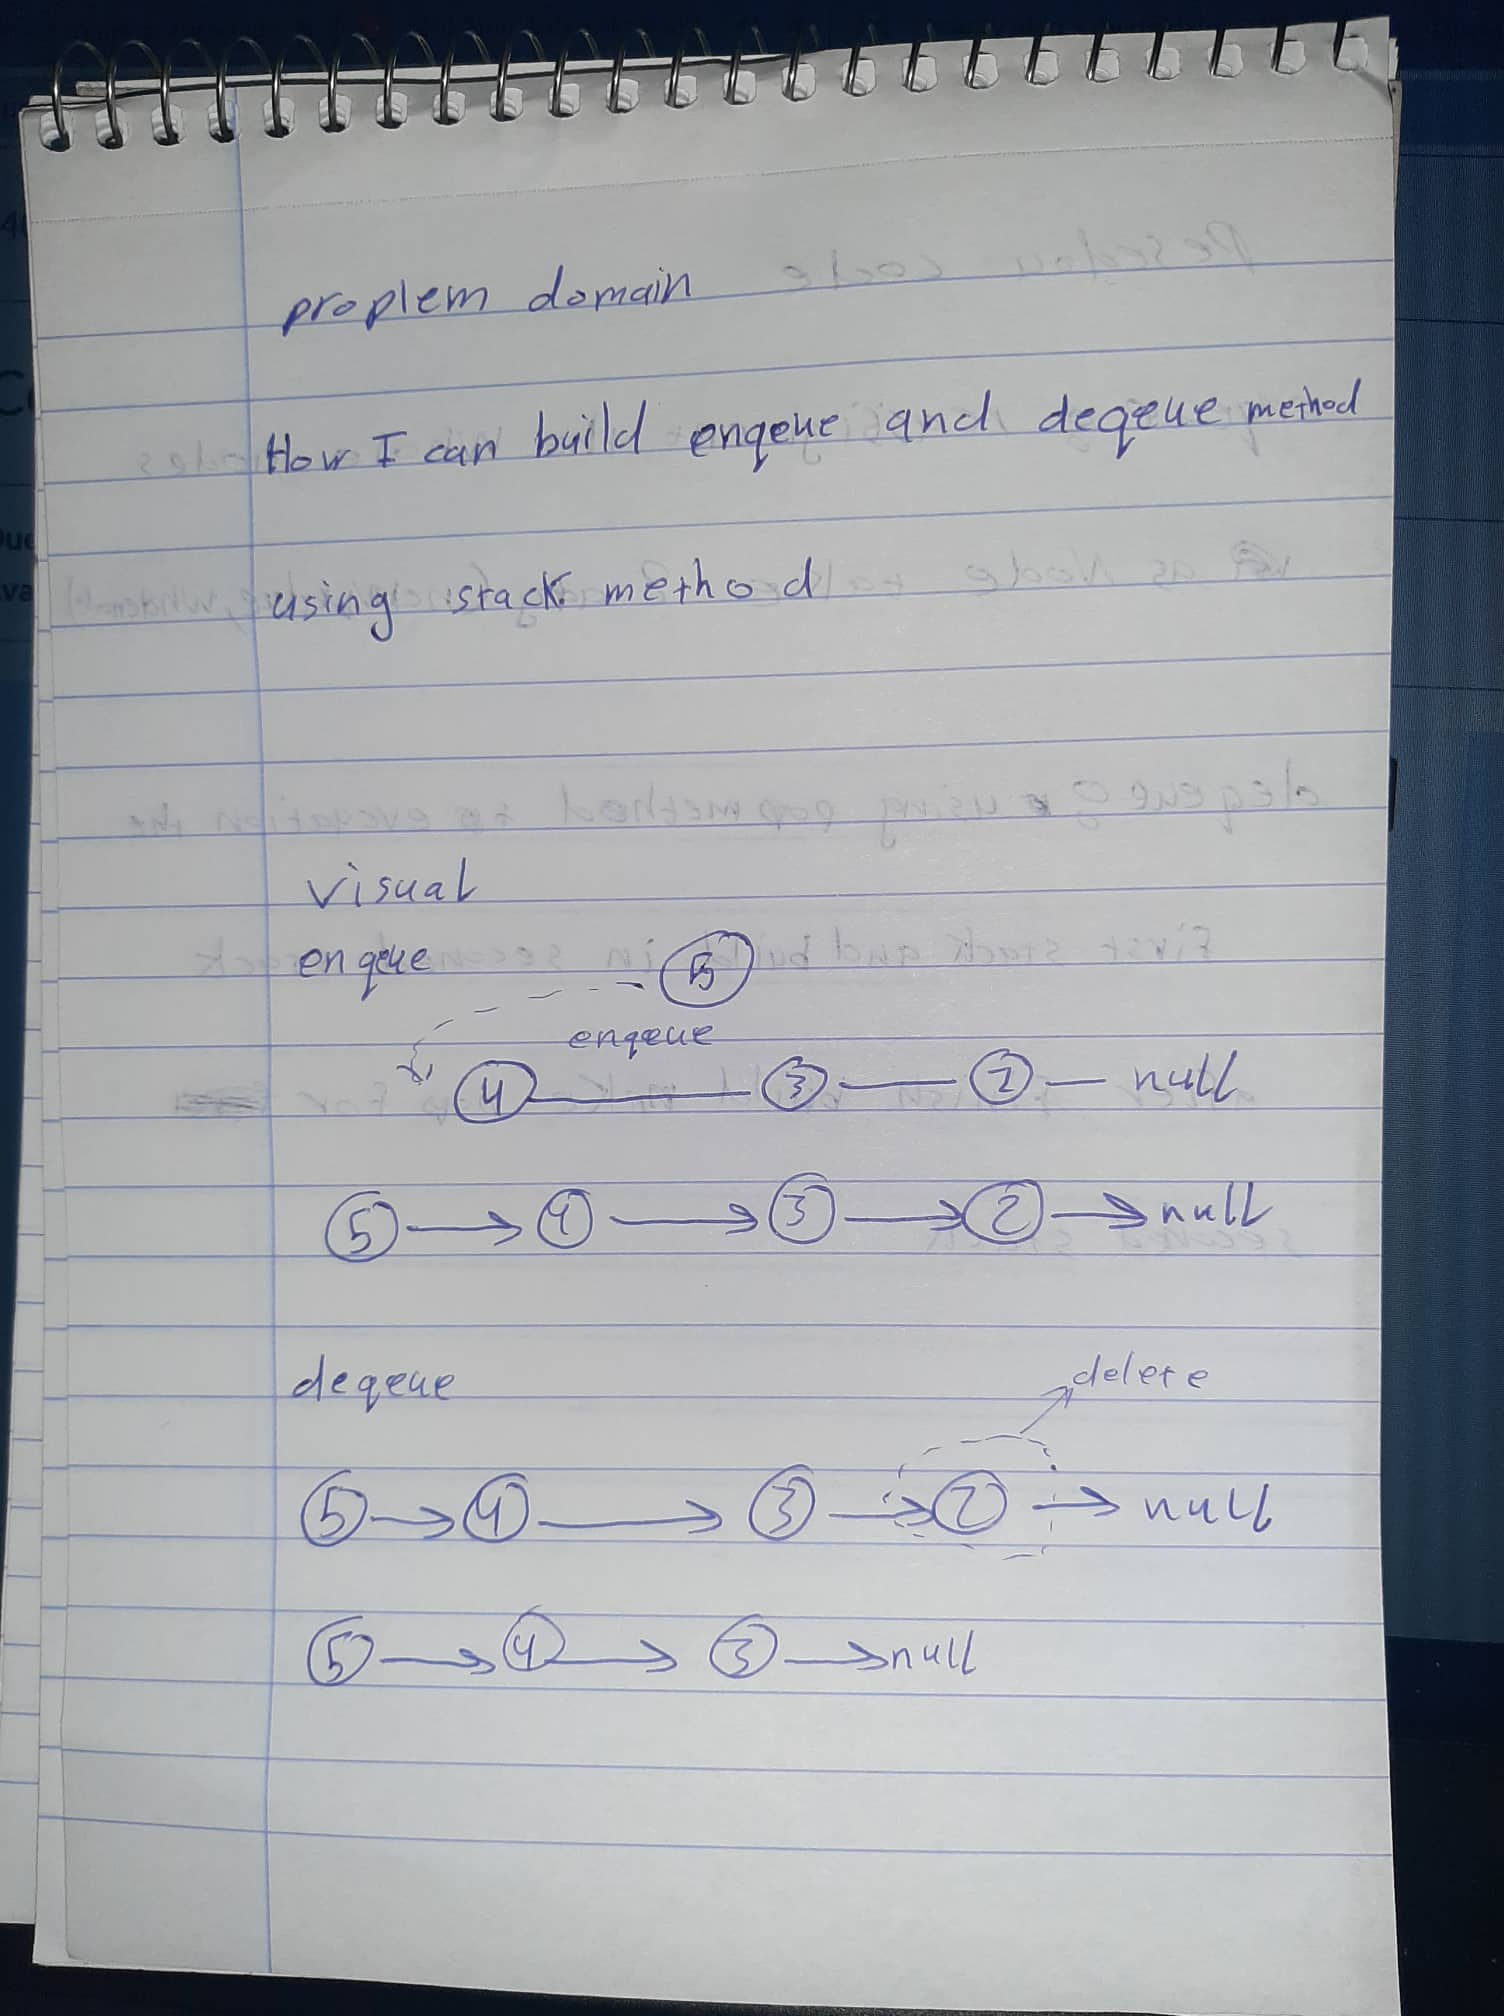 proplem domain
How I can build enqeue and deqeue method
using stack method
visual
enqeue
5
enqeue
4 3 2 null
5 4 3 2 null
deqeue
delete
5 4 3 2 null
5 4 3 null